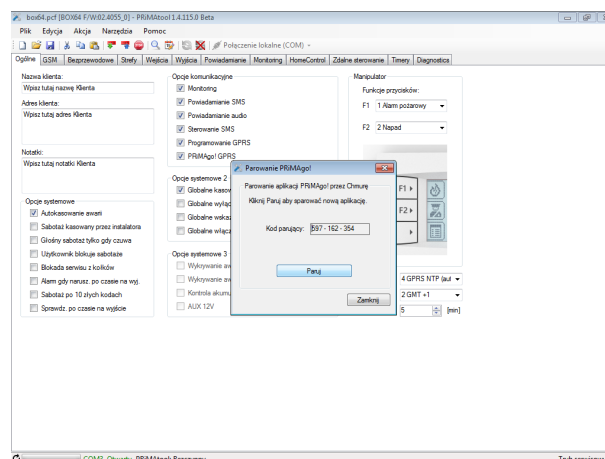 box64.pcf [BOX64 F/W:02.4055_0] - PRiMAtool 1.4.115.0 Beta
Plik Edycja Akcja Narzędzia Pomoc
Połączenie lokalne (COM)
Ogólne GSM Bezprzewodowe Strefy Wejścia Wyjścia Powiadamianie Monitoring HomeControl Zdalne sterowanie Timery Diagnostics
Nazwa klienta:
Wpisz tutaj nazwę Klienta
Adres klienta:
Wpisz tutaj adres Klienta
Notatki:
Wpisz tutaj notatki Klienta
Opcje systemowe
Autokasowanie awarii
Sabotaż kasowany przez instalatora
Głośny sabotaż tylko gdy czuwa
Użytkownik blokuje sabotaże
Blokada serwisu z kołków
Alarm gdy narusz. po czasie na wyj.
Sabotaż po 10 złych kodach
Sprawdz. po czasie na wyjście
Opcje komunikacyjne
Monitoring
Powiadamianie SMS
Powiadamianie audio
Sterowanie SMS
Programowanie GPRS
PRiMAgo! GPRS
Opcje systemowe 2
Globalne kasow
Globalne wyłąc
Globalne wskaz
Globalne włącz
Opcje systemowe 3
Wykrywanie aw
Wykrywanie aw
Kontrola akumu
AUX 12V
Manipulator
Funkcje przycisków:
F1 1 Alarm pożarowy
F2 2 Napad
F1
F2
4 GPRS NTP (aut
2 GMT +1
5 [min]
Parowanie PRiMAgo!
Parowanie aplikacji PRiMAgo! przez Chmurę
Kliknij Paruj aby sparować nową aplikację.
Kod parujący: 597 - 162 - 354
Paruj
Zamknij